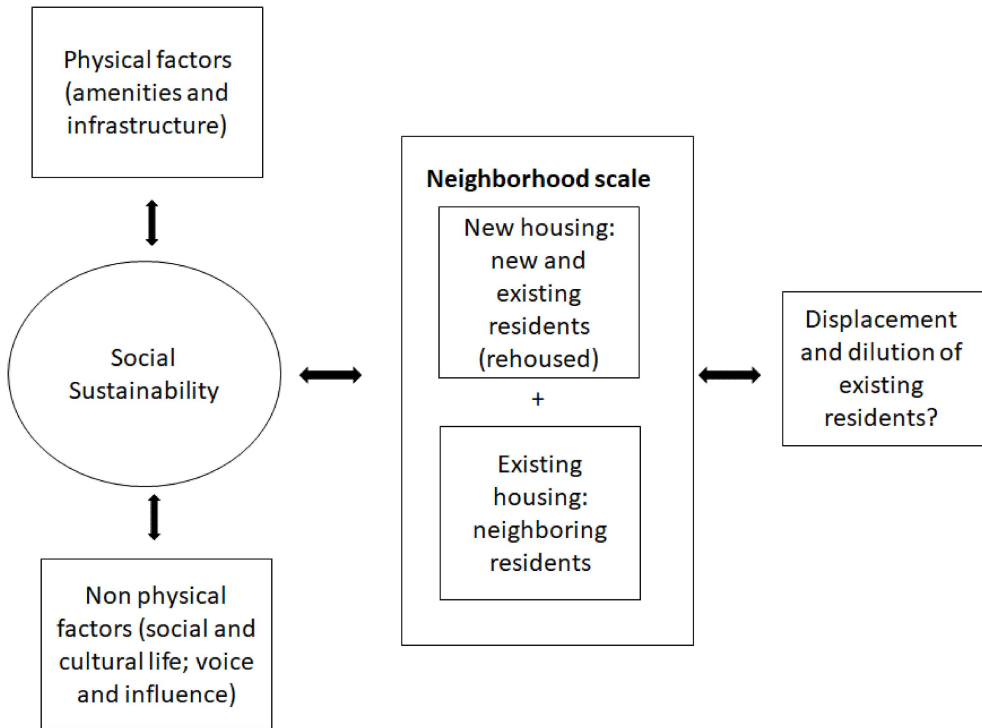 Physical factors
(amenities and
infrastructure)
Social
Sustainability
Non physical
factors (social and
cultural life; voice
and influence)
Neighborhood scale
New housing:
new and
existing
residents
(rehoused)
+
Existing
housing:
neighboring
residents
Displacement
and dilution of
existing
residents?